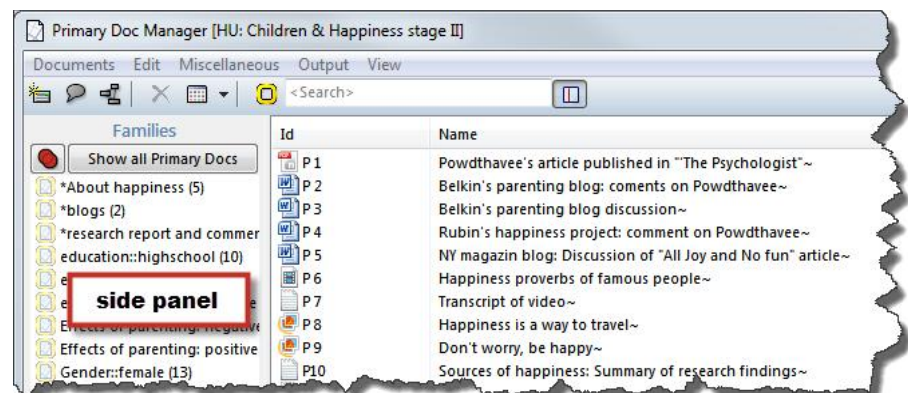 Primary Doc Manager [HU: Children & Happiness stage II]
Documents Edit Miscellaneous Output View
<Search>
Families
Show all Primary Docs
*About happiness (5)
*blogs (2)
*research report and commer
education::highschool (10)
e
e
e
side panel
Effects of parenting: negative
Effects of parenting: positive
Gender::female (13)
Id Name
P 1 Powdthavee's article published in "'The Psychologist"~
P 2 Belkin's parenting blog: coments on Powdthavee~
P 3 Belkin's parenting blog discussion~
P 4 Rubin's happiness project: comment on Powdthavee~
P 5 NY magazin blog: Discussion of "All Joy and No fun" article~
P 6 Happiness proverbs of famous people~
P 7 Transcript of video~
P 8 Happiness is a way to travel~
P 9 Don't worry, be happy~
P10 Sources of happiness: Summary of research findings~